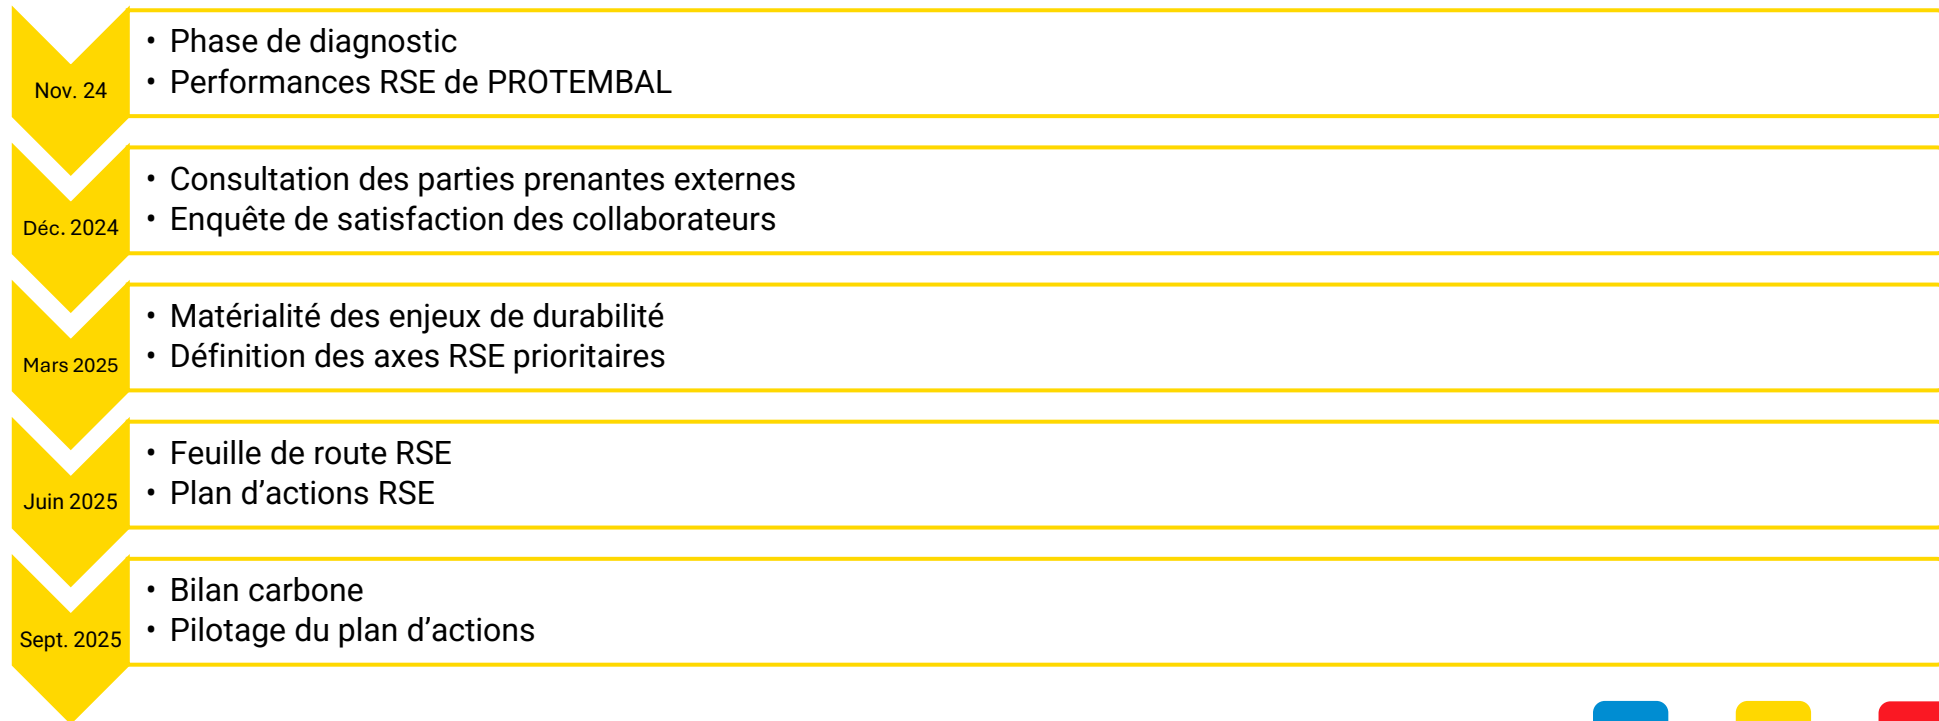 Nov. 24
• Phase de diagnostic
• Performances RSE de PROTEMBAL
Déc. 2024
• Consultation des parties prenantes externes
• Enquête de satisfaction des collaborateurs
Mars 2025
• Matérialité des enjeux de durabilité
• Définition des axes RSE prioritaires
Juin 2025
• Feuille de route RSE
• Plan d’actions RSE
Sept. 2025
• Bilan carbone
• Pilotage du plan d’actions